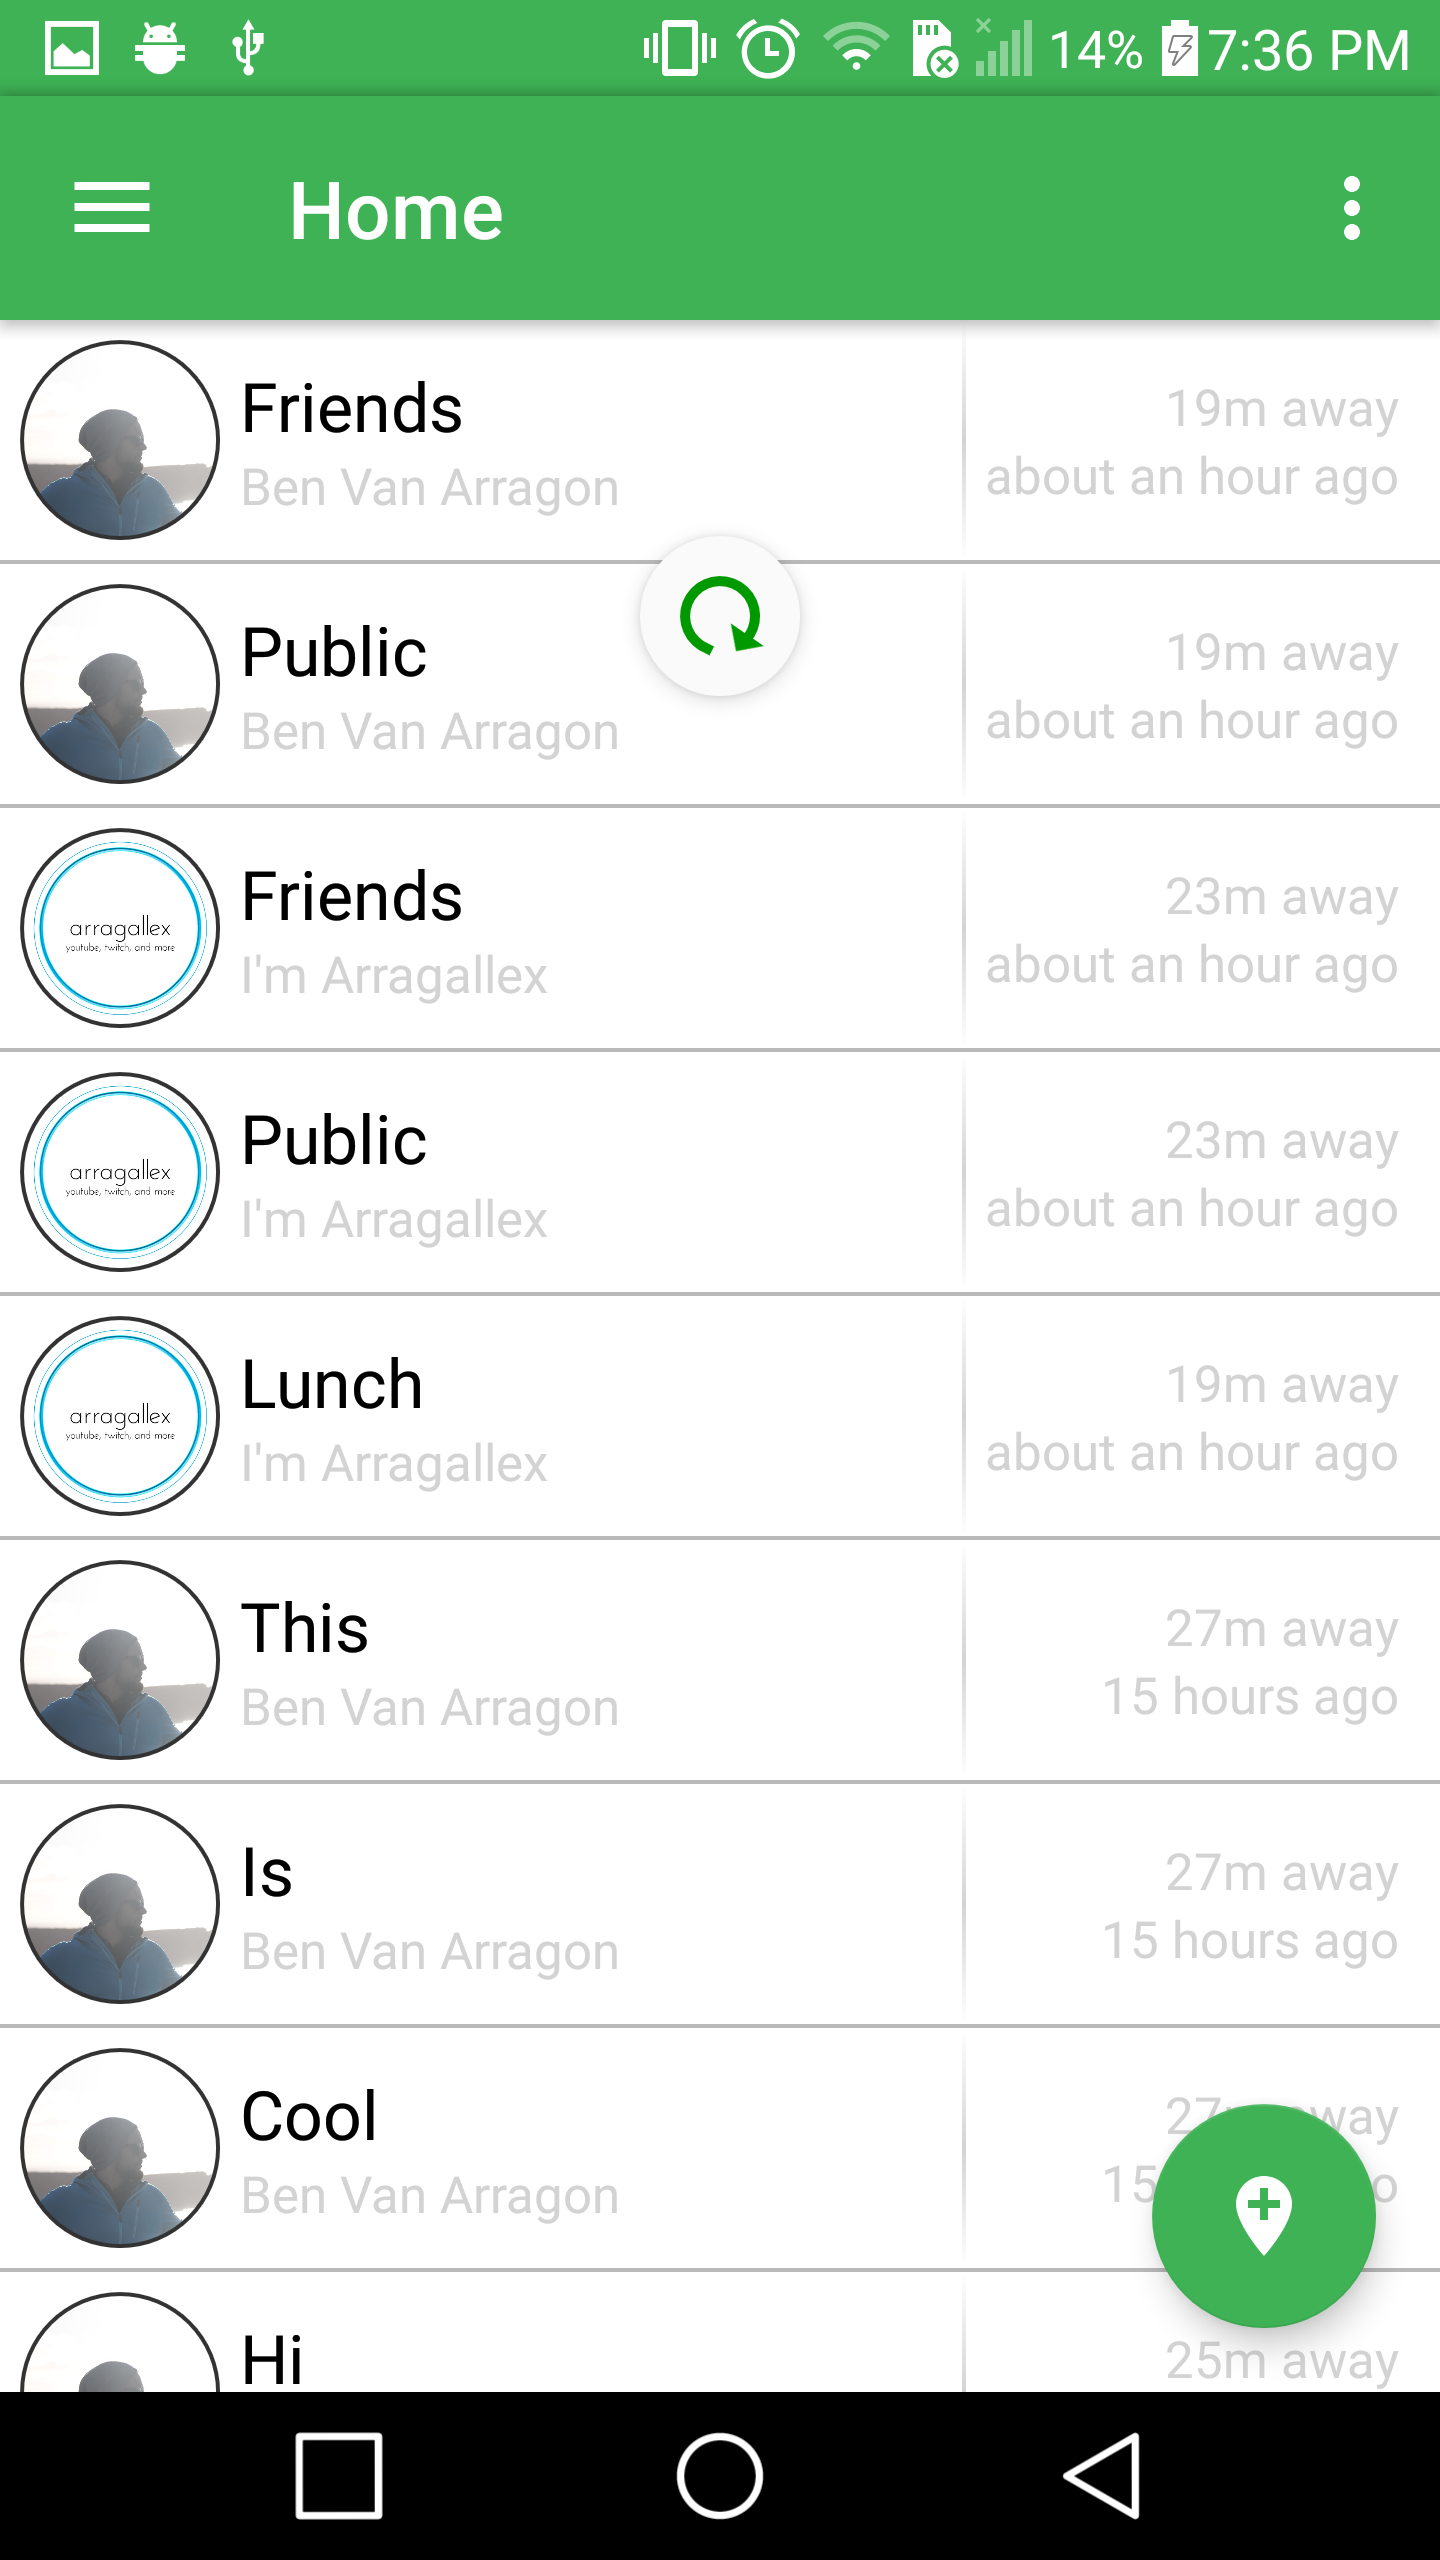 14% 7:36 PM
Home
Friends
Ben Van Arragon
19m away
about an hour ago
Public
Ben Van Arragon
19m away
about an hour ago
arragallex
youtube, twitch, and more
Friends
I'm Arragallex
23m away
about an hour ago
arragallex
youtube, twitch, and more
Public
I'm Arragallex
23m away
about an hour ago
arragallex
youtube, twitch, and more
Lunch
I'm Arragallex
19m away
about an hour ago
This
Ben Van Arragon
27m away
15 hours ago
Is
Ben Van Arragon
27m away
15 hours ago
Cool
Ben Van Arragon
27m away
15
Hi
25m away